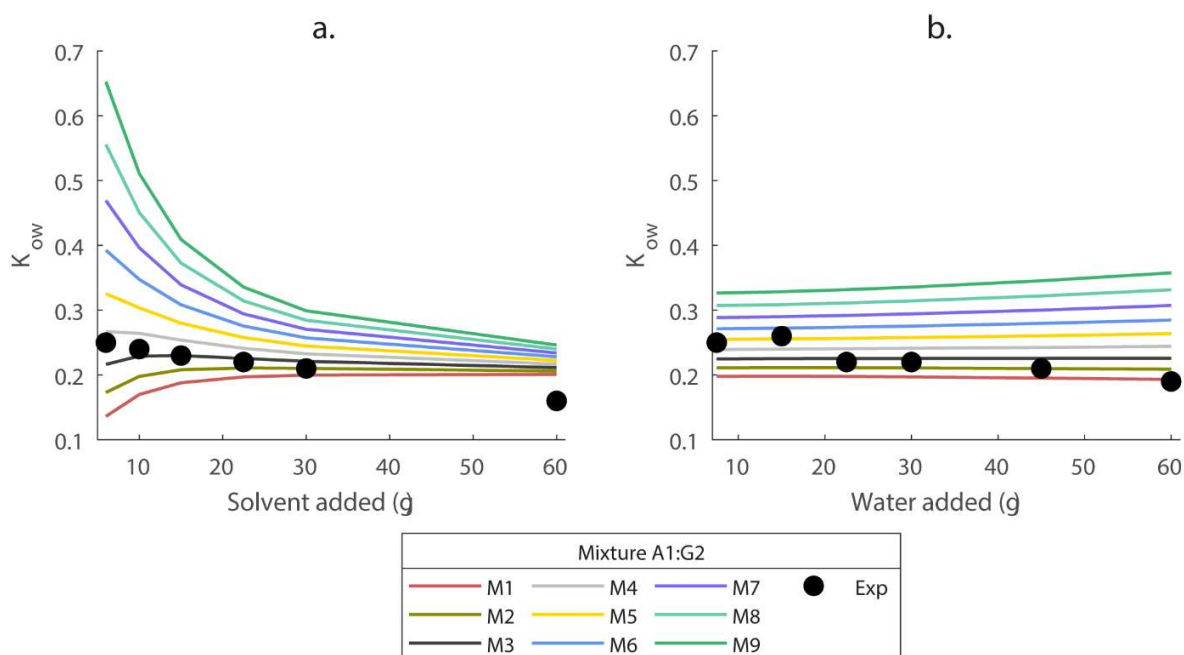 a.
0.7
0.6
0.5
0.4
0.3
0.2
0.1
K ow
10 20 30 40 50 60
Solvent added (g)
b.
0.7
0.6
0.5
0.4
0.3
0.2
0.1
K ow
10 20 30 40 50 60
Water added (g)
Mixture A1:G2
M1 M4 M7 Exp
M2 M5 M8
M3 M6 M9